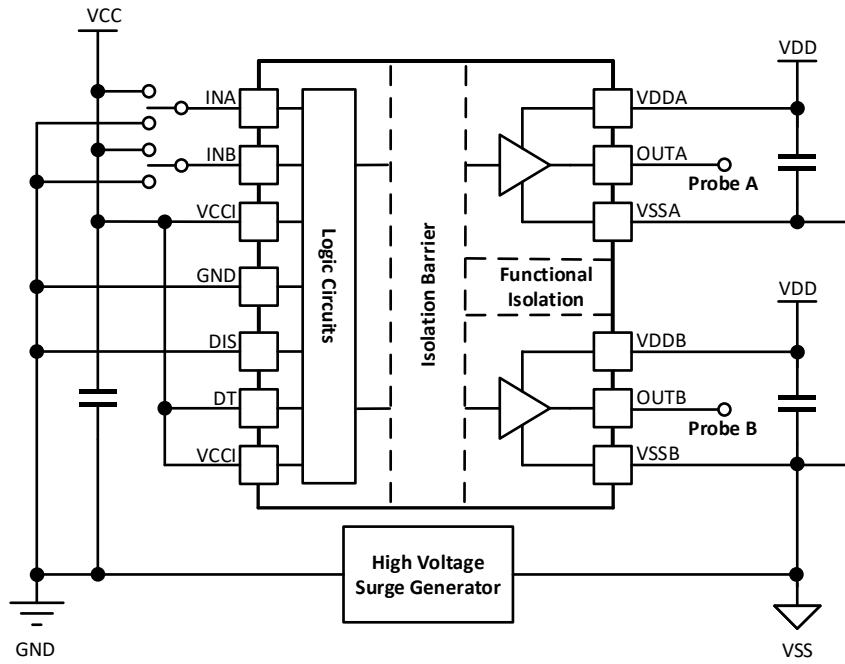 VCC
VDD
INA
VDDA
INB
OUTA
Probe A
VCCI
VSSA
Logic Circuits
Isolation Barrier
GND
Functional
Isolation
VDD
DIS
VDDB
DT
OUTB
Probe B
VCCI
VSSB
High Voltage
Surge Generator
GND
VSS